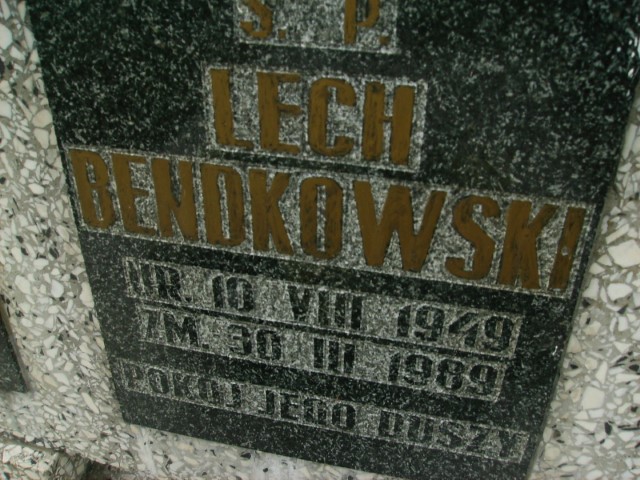 Ś. P.
LECH
BENDKOWSKI
UR. 10 VIII 1949
ZM. 30 III 1989
POKÓJ JEGO DUSZY